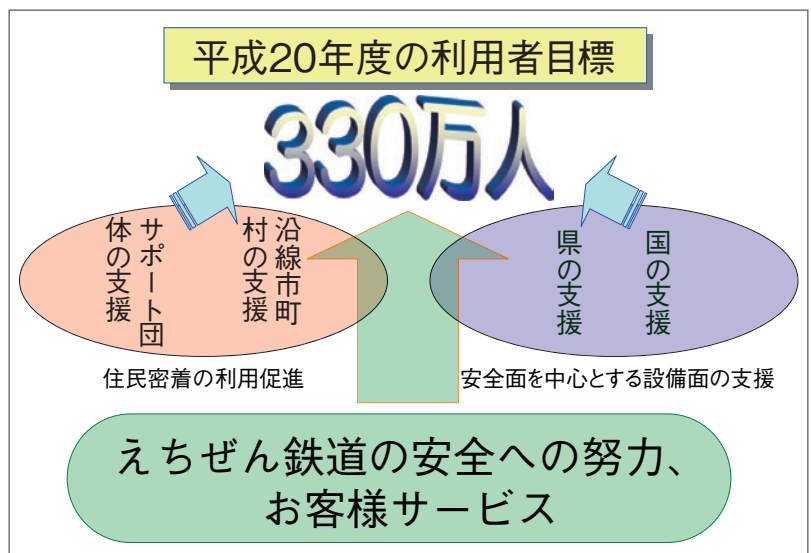 平成20年度の利用者目標
330万人
沿線市町
村の支援
サポート団
体の支援
国の支援
県の支援
住民密着の利用促進
安全面を中心とする設備面の支援
えちぜん鉄道の安全への努力、
お客様サービス